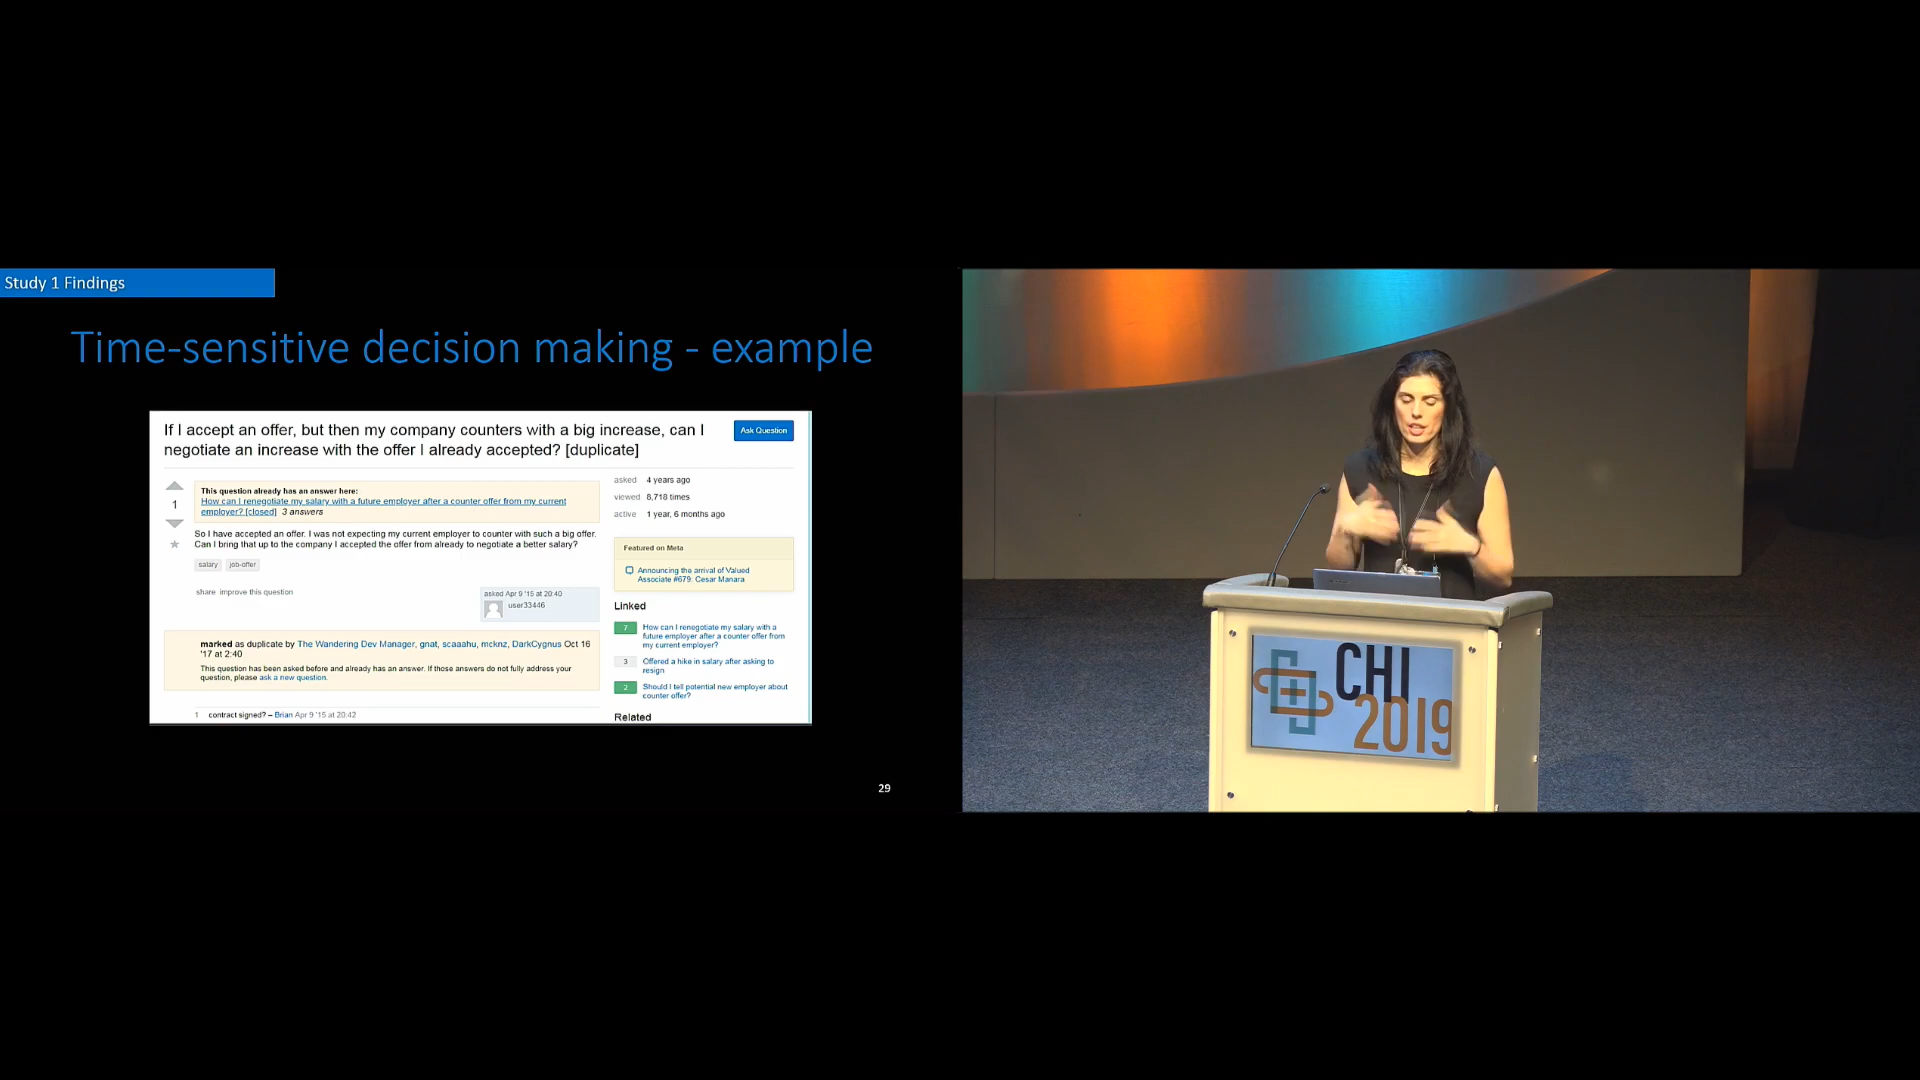 Study 1 Findings
Time-sensitive decision making - example
If I accept an offer, but then my company counters with a big increase, can I
negotiate an increase with the offer I already accepted? [duplicate]
Ask Question
1
This question already has an answer here:
How can I renegotiate my salary with a future employer after a counter offer from my current
employer? [closed] 3 answers
So I have accepted an offer. I was not expecting my current employer to counter with such a big offer.
Can I bring that up to the company I accepted the offer from already to negotiate a better salary?
salary job-offer
share improve this question
asked Apr 9 '15 at 20:40
user33446
marked as duplicate by The Wandering Dev Manager, gnat, scaaahu, mcknz, DarkCygnus Oct 16
'17 at 2:40
This question has been asked before and already has an answer. If those answers do not fully address your
question, please ask a new question.
1 contract signed? – Brian Apr 9 '15 at 20:42
asked 4 years ago
viewed 8,718 times
active 1 year, 6 months ago
Featured on Meta
Announcing the arrival of Valued
Associate #679: Cesar Manara
Linked
7 How can I renegotiate my salary with a
future employer after a counter offer from
my current employer?
3 Offered a hike in salary after asking to
resign
2 Should I tell potential new employer about
counter offer?
Related
29
CHI
2019